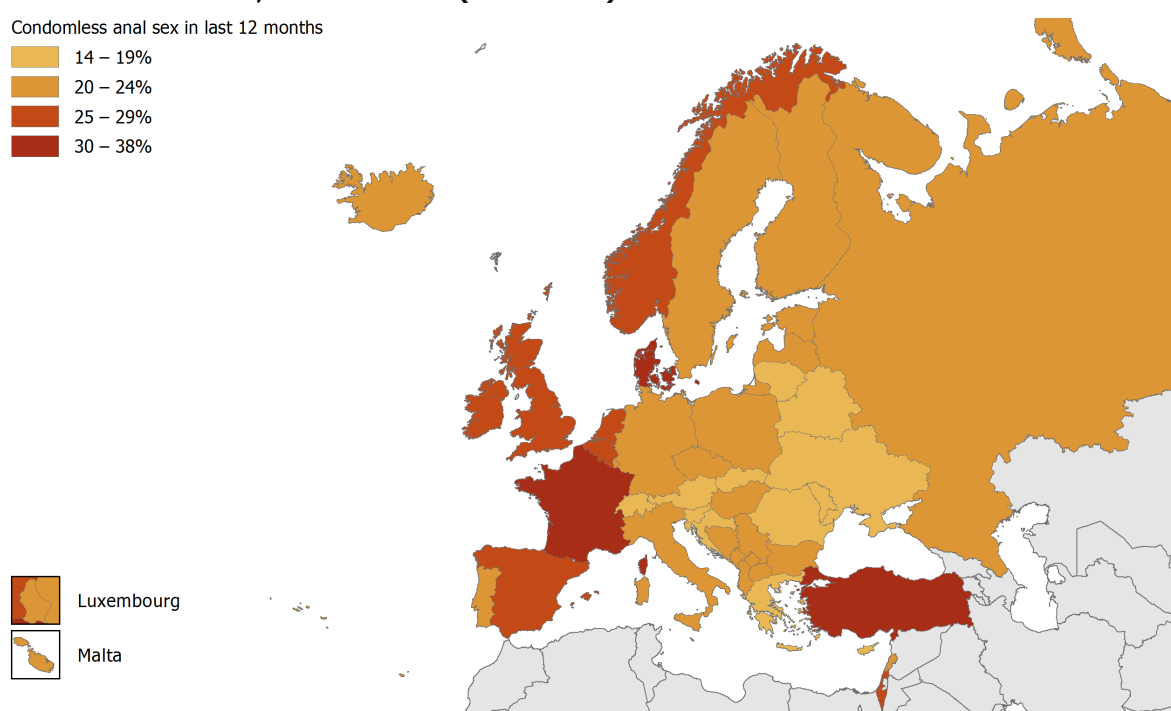 Condomless anal sex in last 12 months
14 – 19%
20 – 24%
25 – 29%
30 – 38%
Luxembourg
Malta